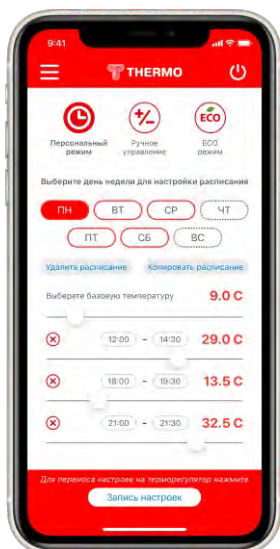 9:41
THERMO
ECO
Персональный режим
Ручное управление
ECO режим
Выберите день недели для настройки расписания
ПН ВТ СР ЧТ
ПТ СБ ВС
Удалить расписание Копировать расписание
Выберете базовую температуру 9.0 C
12:00 - 14:30 29.0 C
18:00 - 19:30 13.5 C
21:00 - 21:30 32.5 C
Для переноса настроек на терморегулятор нажмите
Запись настроек